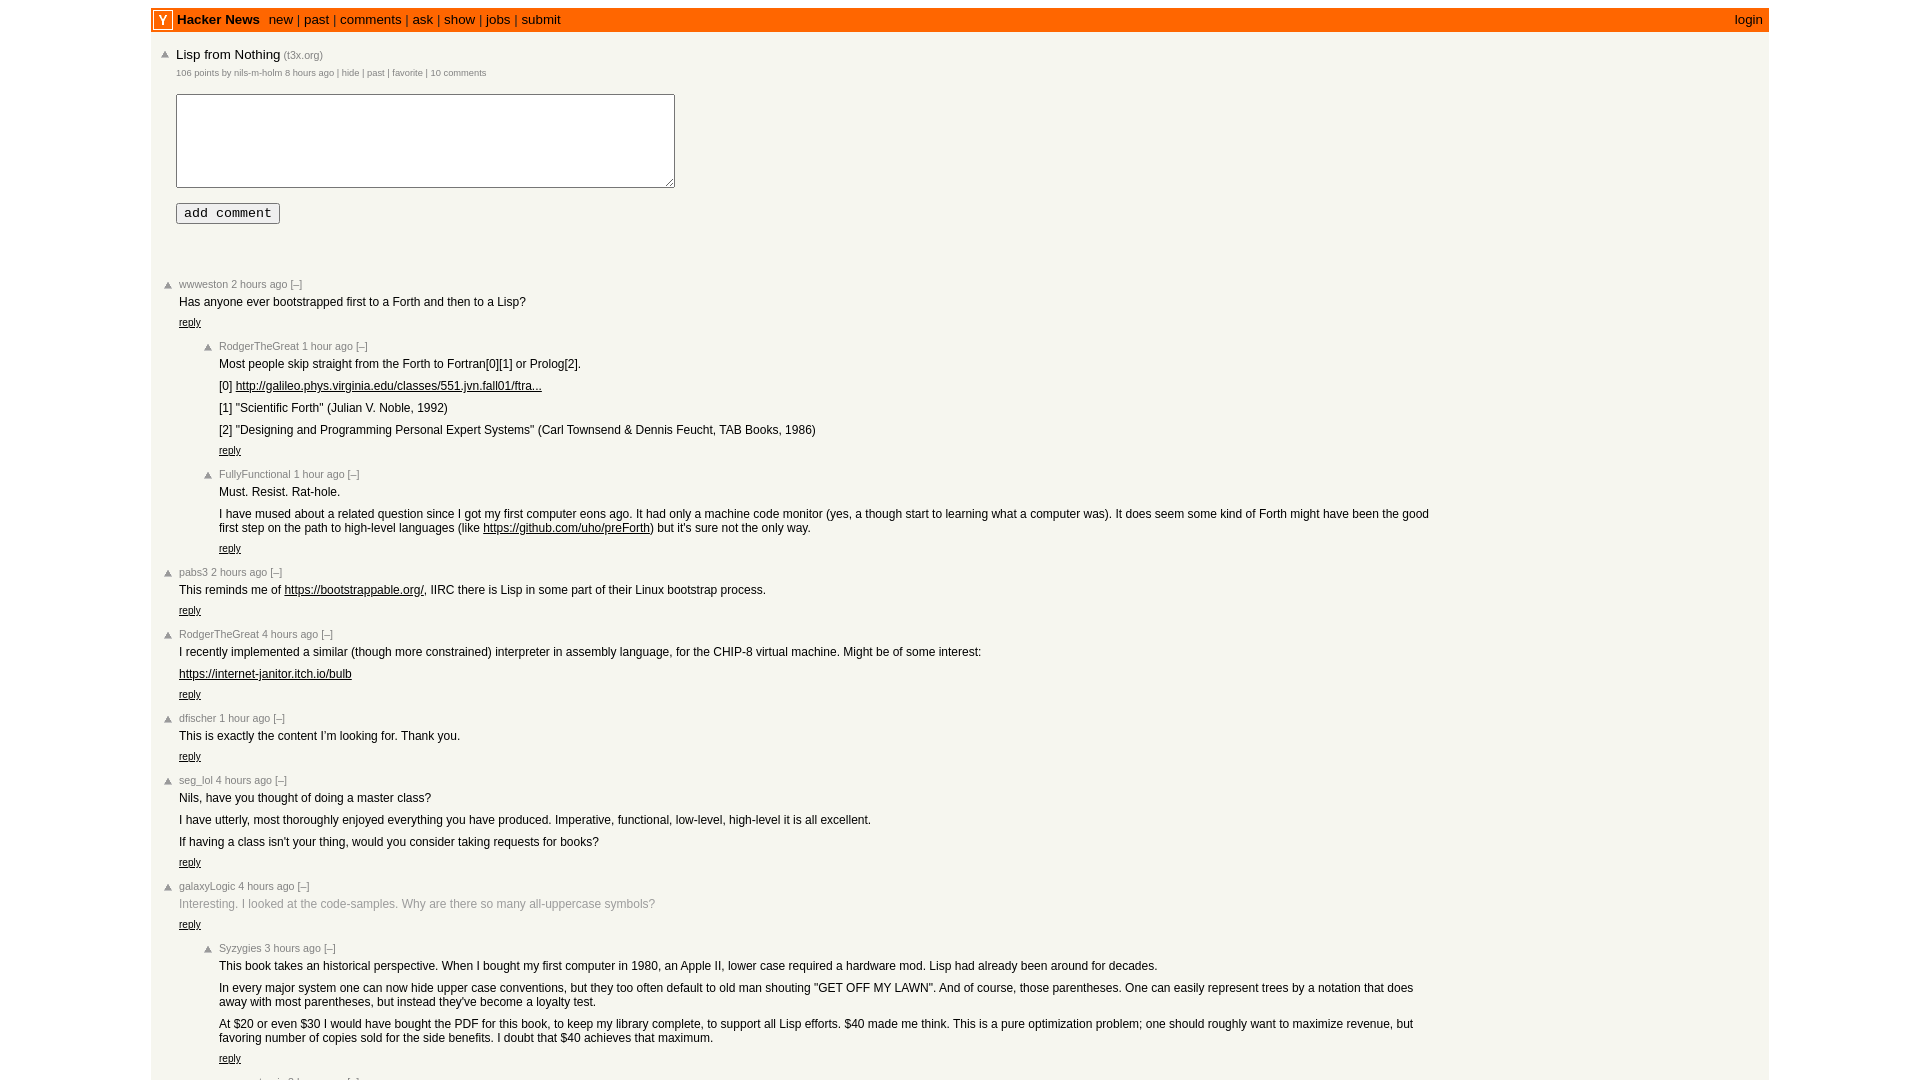 Y Hacker News new | past | comments | ask | show | jobs | submit login
Lisp from Nothing (t3x.org)
106 points by nils-m-holm 8 hours ago | hide | past | favorite | 10 comments
add comment
wwweston 2 hours ago [–]
Has anyone ever bootstrapped first to a Forth and then to a Lisp?
reply
RodgerTheGreat 1 hour ago [–]
Most people skip straight from the Forth to Fortran[0][1] or Prolog[2].
[0] http://galileo.phys.virginia.edu/classes/551.jvn.fall01/ftra...
[1] "Scientific Forth" (Julian V. Noble, 1992)
[2] "Designing and Programming Personal Expert Systems" (Carl Townsend & Dennis Feucht, TAB Books, 1986)
reply
FullyFunctional 1 hour ago [–]
Must. Resist. Rat-hole.
I have mused about a related question since I got my first computer eons ago. It had only a machine code monitor (yes, a though start to learning what a computer was). It does seem some kind of Forth might have been the good
first step on the path to high-level languages (like https://github.com/uho/preForth) but it's sure not the only way.
reply
pabs3 2 hours ago [–]
This reminds me of https://bootstrappable.org/, IIRC there is Lisp in some part of their Linux bootstrap process.
reply
RodgerTheGreat 4 hours ago [–]
I recently implemented a similar (though more constrained) interpreter in assembly language, for the CHIP-8 virtual machine. Might be of some interest:
https://internet-janitor.itch.io/bulb
reply
dfischer 1 hour ago [–]
This is exactly the content I’m looking for. Thank you.
reply
seg_lol 4 hours ago [–]
Nils, have you thought of doing a master class?
I have utterly, most thoroughly enjoyed everything you have produced. Imperative, functional, low-level, high-level it is all excellent.
If having a class isn't your thing, would you consider taking requests for books?
reply
galaxyLogic 4 hours ago [–]
Interesting. I looked at the code-samples. Why are there so many all-uppercase symbols?
reply
Syzygies 3 hours ago [–]
This book takes an historical perspective. When I bought my first computer in 1980, an Apple II, lower case required a hardware mod. Lisp had already been around for decades.
In every major system one can now hide upper case conventions, but they too often default to old man shouting "GET OFF MY LAWN". And of course, those parentheses. One can easily represent trees by a notation that does
away with most parentheses, but instead they've become a loyalty test.
At $20 or even $30 I would have bought the PDF for this book, to keep my library complete, to support all Lisp efforts. $40 made me think. This is a pure optimization problem; one should roughly want to maximize revenue, but
favoring number of copies sold for the side benefits. I doubt that $40 achieves that maximum.
reply